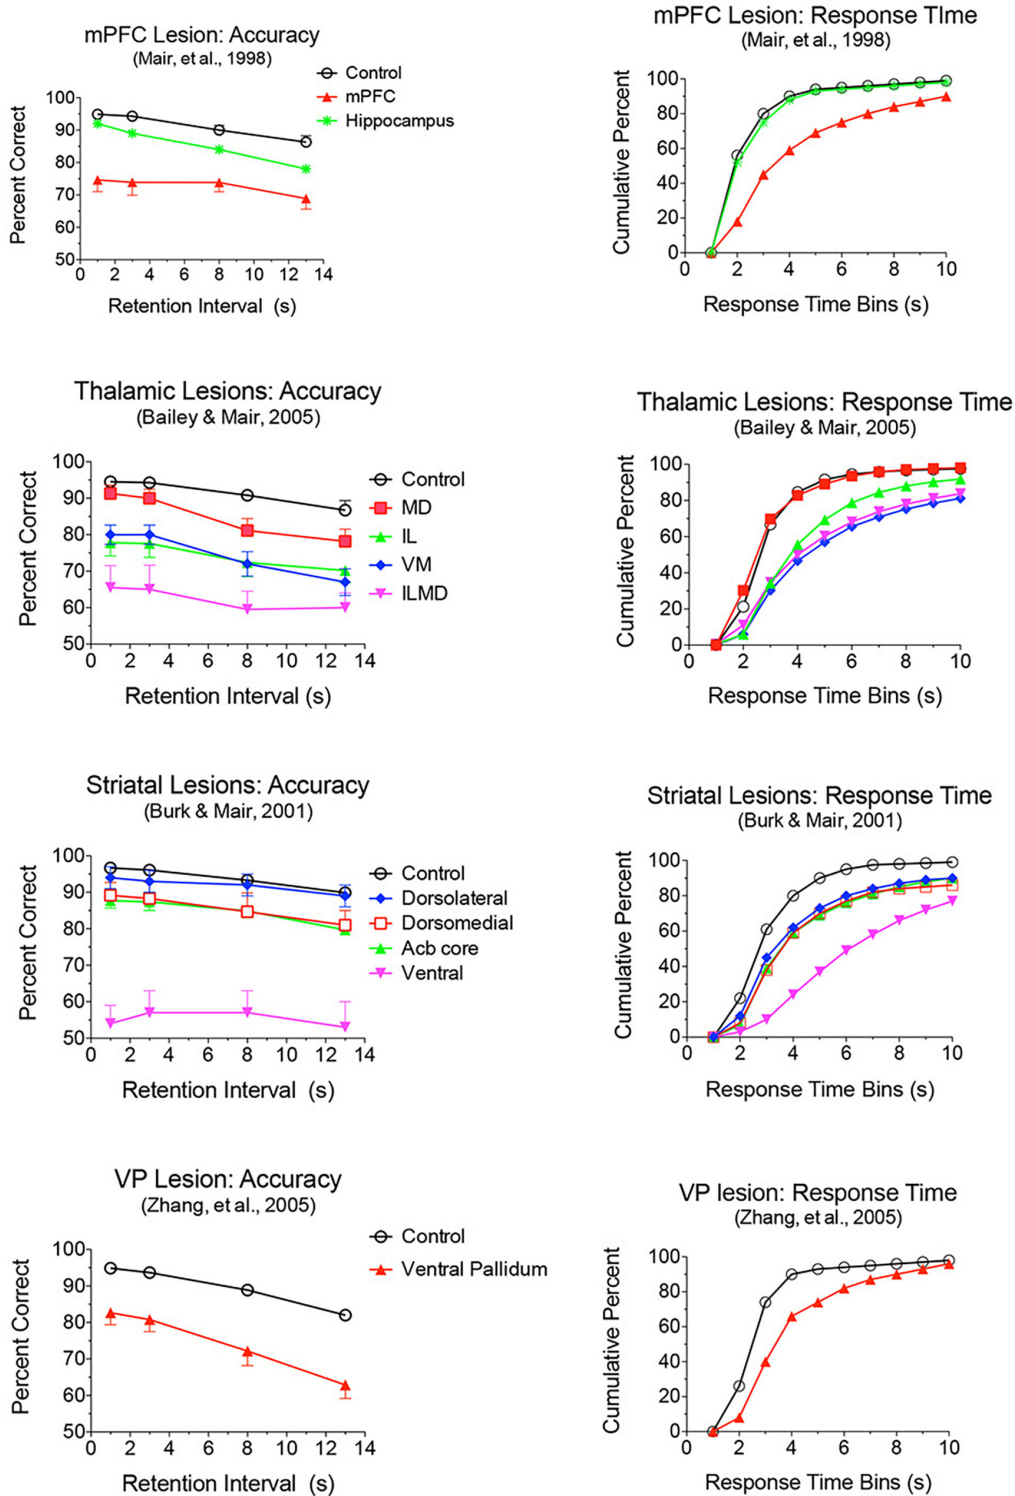 mPFC Lesion: Accuracy
(Mair, et al., 1998)
Control
mPFC
Hippocampus
Percent Correct
100
90
80
70
60
50
0 2 4 6 8 10 12 14
Retention Interval (s)
mPFC Lesion: Response TIme
(Mair, et al., 1998)
Cumulative Percent
100
80
60
40
20
0
0 2 4 6 8 10
Response Time Bins (s)
Thalamic Lesions: Accuracy
(Bailey & Mair, 2005)
Control
MD
IL
VM
ILMD
Percent Correct
100
90
80
70
60
50
0 2 4 6 8 10 12 14
Retention Interval (s)
Thalamic Lesions: Response Time
(Bailey & Mair, 2005)
Cumulative Percent
100
80
60
40
20
0
0 2 4 6 8 10
Response Time Bins (s)
Striatal Lesions: Accuracy
(Burk & Mair, 2001)
Control
Dorsolateral
Dorsomedial
Acb core
Ventral
Percent Correct
100
90
80
70
60
50
0 2 4 6 8 10 12 14
Retention Interval (s)
Striatal Lesions: Response Time
(Burk & Mair, 2001)
Cumulative Percent
100
80
60
40
20
0
0 2 4 6 8 10
Response Time Bins (s)
VP Lesion: Accuracy
(Zhang, et al., 2005)
Control
Ventral Pallidum
Percent Correct
100
90
80
70
60
50
0 2 4 6 8 10 12 14
Retention Interval (s)
VP lesion: Response Time
(Zhang, et al., 2005)
Cumulative Percent
100
80
60
40
20
0
0 2 4 6 8 10
Response Time Bins (s)